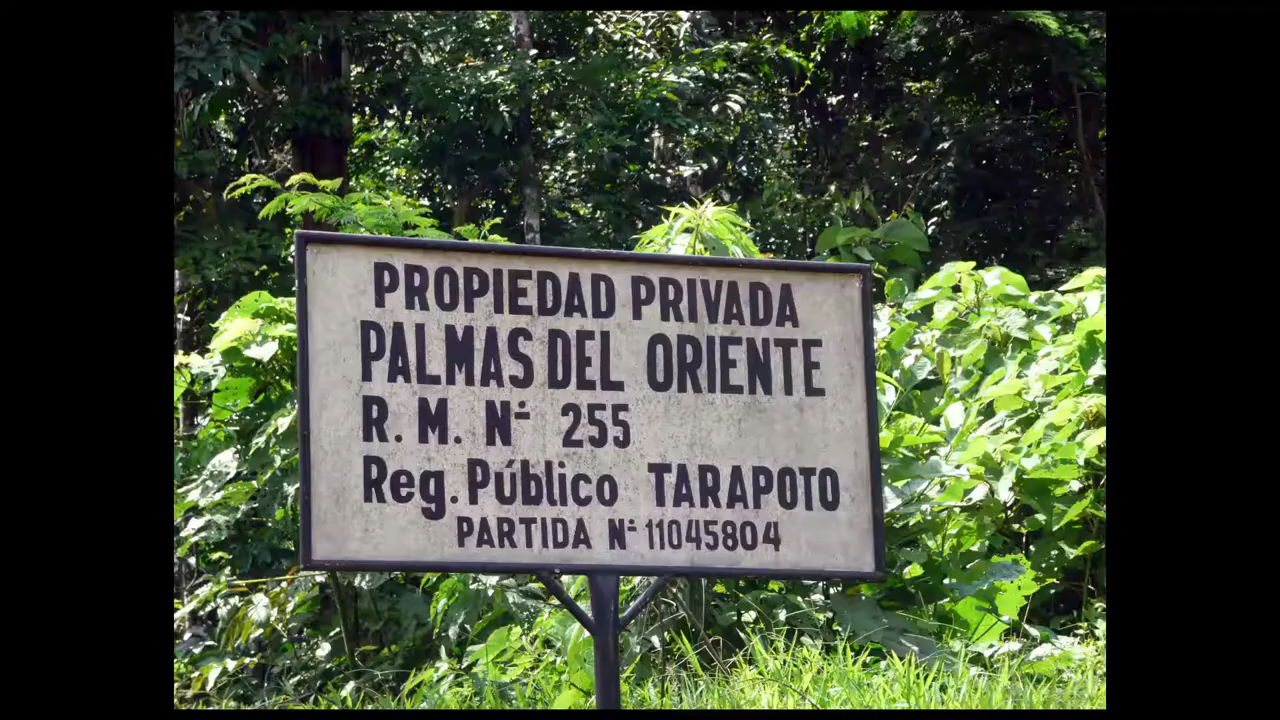 PROPIEDAD PRIVADA
PALMAS DEL ORIENTE
R. M. Nº 255
Reg. Público TARAPOTO
PARTIDA Nº 11045804